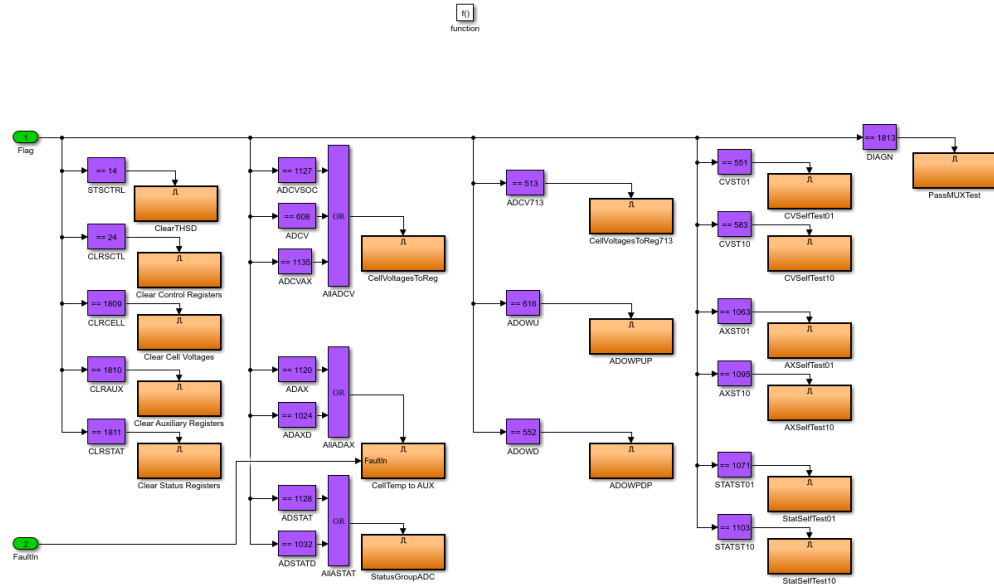 f()
function
1
Flag
== 14
STSCTRL
ClearTHSD
== 24
CLRSCTL
Clear Control Registers
== 1809
CLRCELL
Clear Cell Voltages
== 1810
CLRAUX
Clear Auxiliary Registers
== 1811
CLRSTAT
Clear Status Registers
2
FaultIn
== 1127
ADCVSOC
== 608
ADCV
== 1135
ADCVAX
OR
AllADCV
CellVoltagesToReg
== 1120
ADAX
== 1024
ADAXD
OR
AllADAX
FaultIn
CellTemp to AUX
== 1128
ADSTAT
== 1032
ADSTATD
OR
AllASTAT
StatusGroupADC
== 513
ADCV713
CellVoltagesToReg713
== 616
ADOWU
ADOWPUP
== 552
ADOWD
ADOWPDP
== 551
CVST01
CVSelfTest01
== 583
CVST10
CVSelfTest10
== 1063
AXST01
AXSelfTest01
== 1095
AXST10
AXSelfTest10
== 1071
STATST01
StatSelfTest01
== 1103
STATST10
StatSelfTest10
== 1813
DIAGN
PassMUXTest